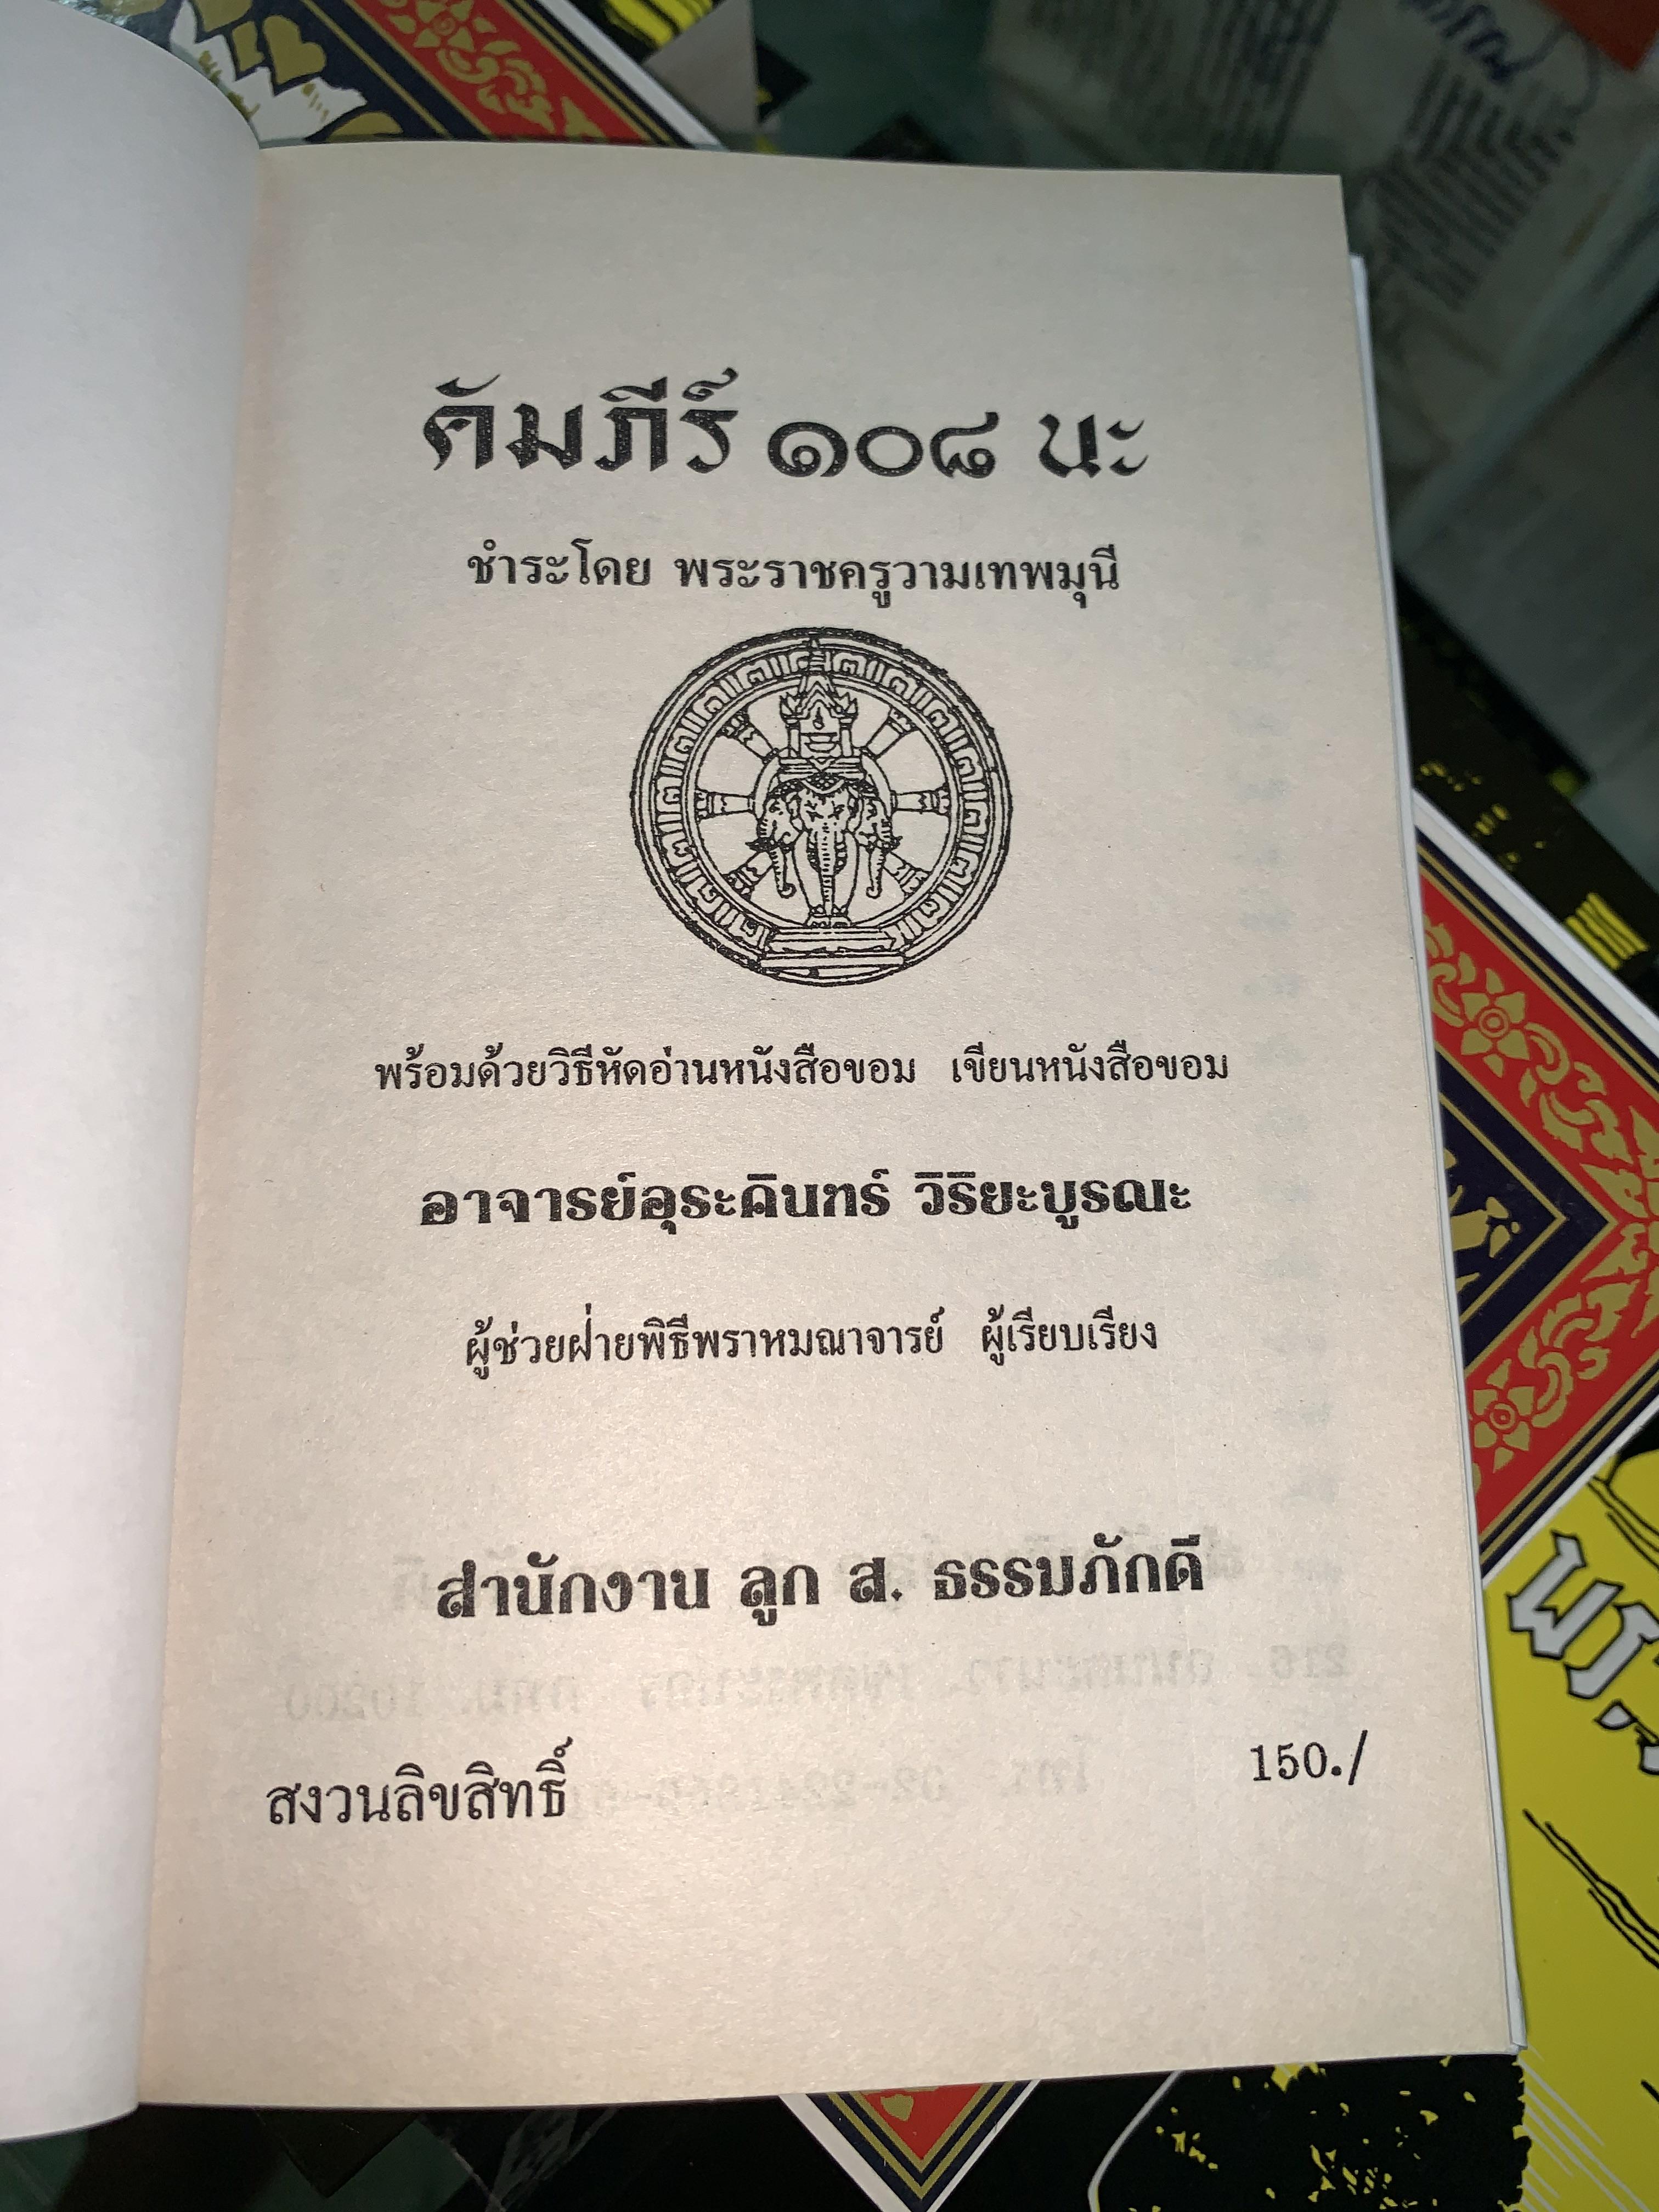 คัมภีร์ ๑๐๘ นะ
ชำระโดย พระราชครูวามเทพมุนี
พร้อมด้วยวิธีหัดอ่านหนังสือขอม เขียนหนังสือขอม
อาจารย์อุระคินทร์ วิริยะบูรณะ
ผู้ช่วยฝ่ายพิธีพราหมณาจารย์ ผู้เรียบเรียง
สำนักงาน ลูก ส. ธรรมภักดี
สงวนลิขสิทธิ์ 150./